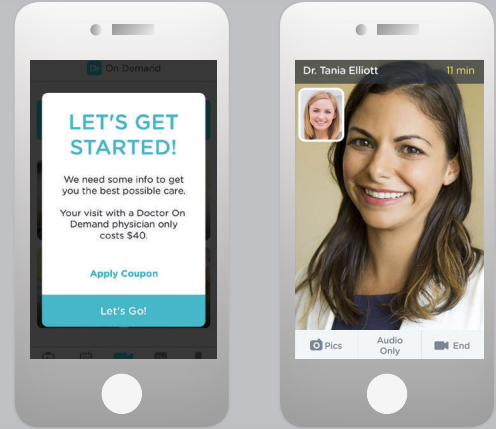 Dr. On Demand
LET'S GET
STARTED!
We need some info to get
you the best possible care.
Your visit with a Doctor On
Demand physician only
costs $40.
Apply Coupon
Let's Go!
Dr. Tania Elliott
11 min
Pics
Audio
Only
End